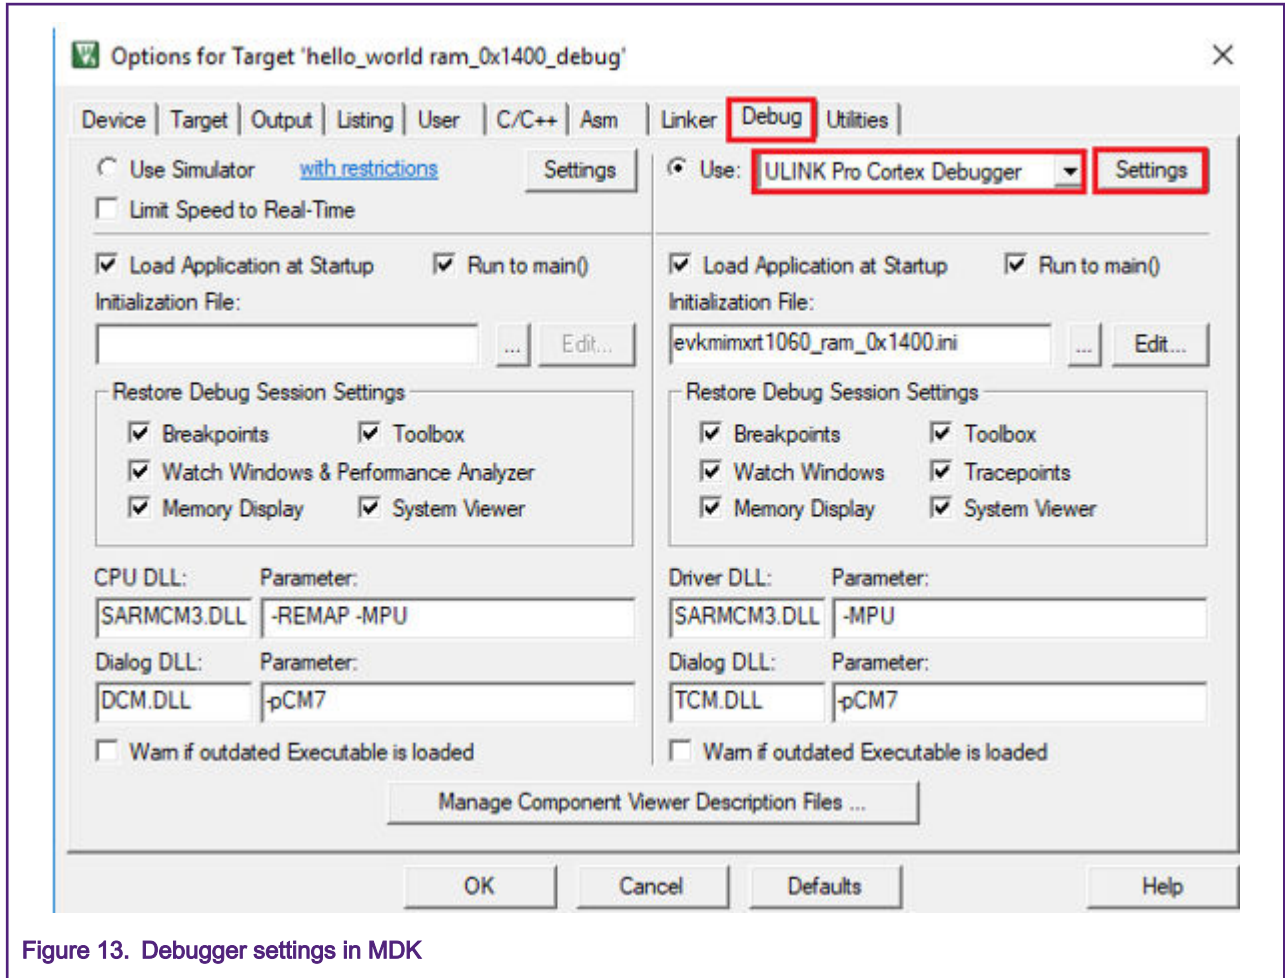 Options for Target 'hello_world ram_0x1400_debug'
Device Target Output Listing User C/C++ Asm Linker Debug Utilities
Use Simulator with restrictions Settings Use: ULINK Pro Cortex Debugger Settings
Limit Speed to Real-Time
Load Application at Startup Run to main() Load Application at Startup Run to main()
Initialization File: Initialization File:
... Edit... evkmimxrt1060_ram_0x1400.ini ... Edit...
Restore Debug Session Settings Restore Debug Session Settings
Breakpoints Toolbox Breakpoints Toolbox
Watch Windows & Performance Analyzer Watch Windows Tracepoints
Memory Display System Viewer Memory Display System Viewer
CPU DLL: Parameter: Driver DLL: Parameter:
SARMCM3.DLL -REMAP -MPU SARMCM3.DLL -MPU
Dialog DLL: Parameter: Dialog DLL: Parameter:
DCM.DLL -pCM7 TCM.DLL -pCM7
Warn if outdated Executable is loaded Warn if outdated Executable is loaded
Manage Component Viewer Description Files ...
OK Cancel Defaults Help
Figure 13. Debugger settings in MDK